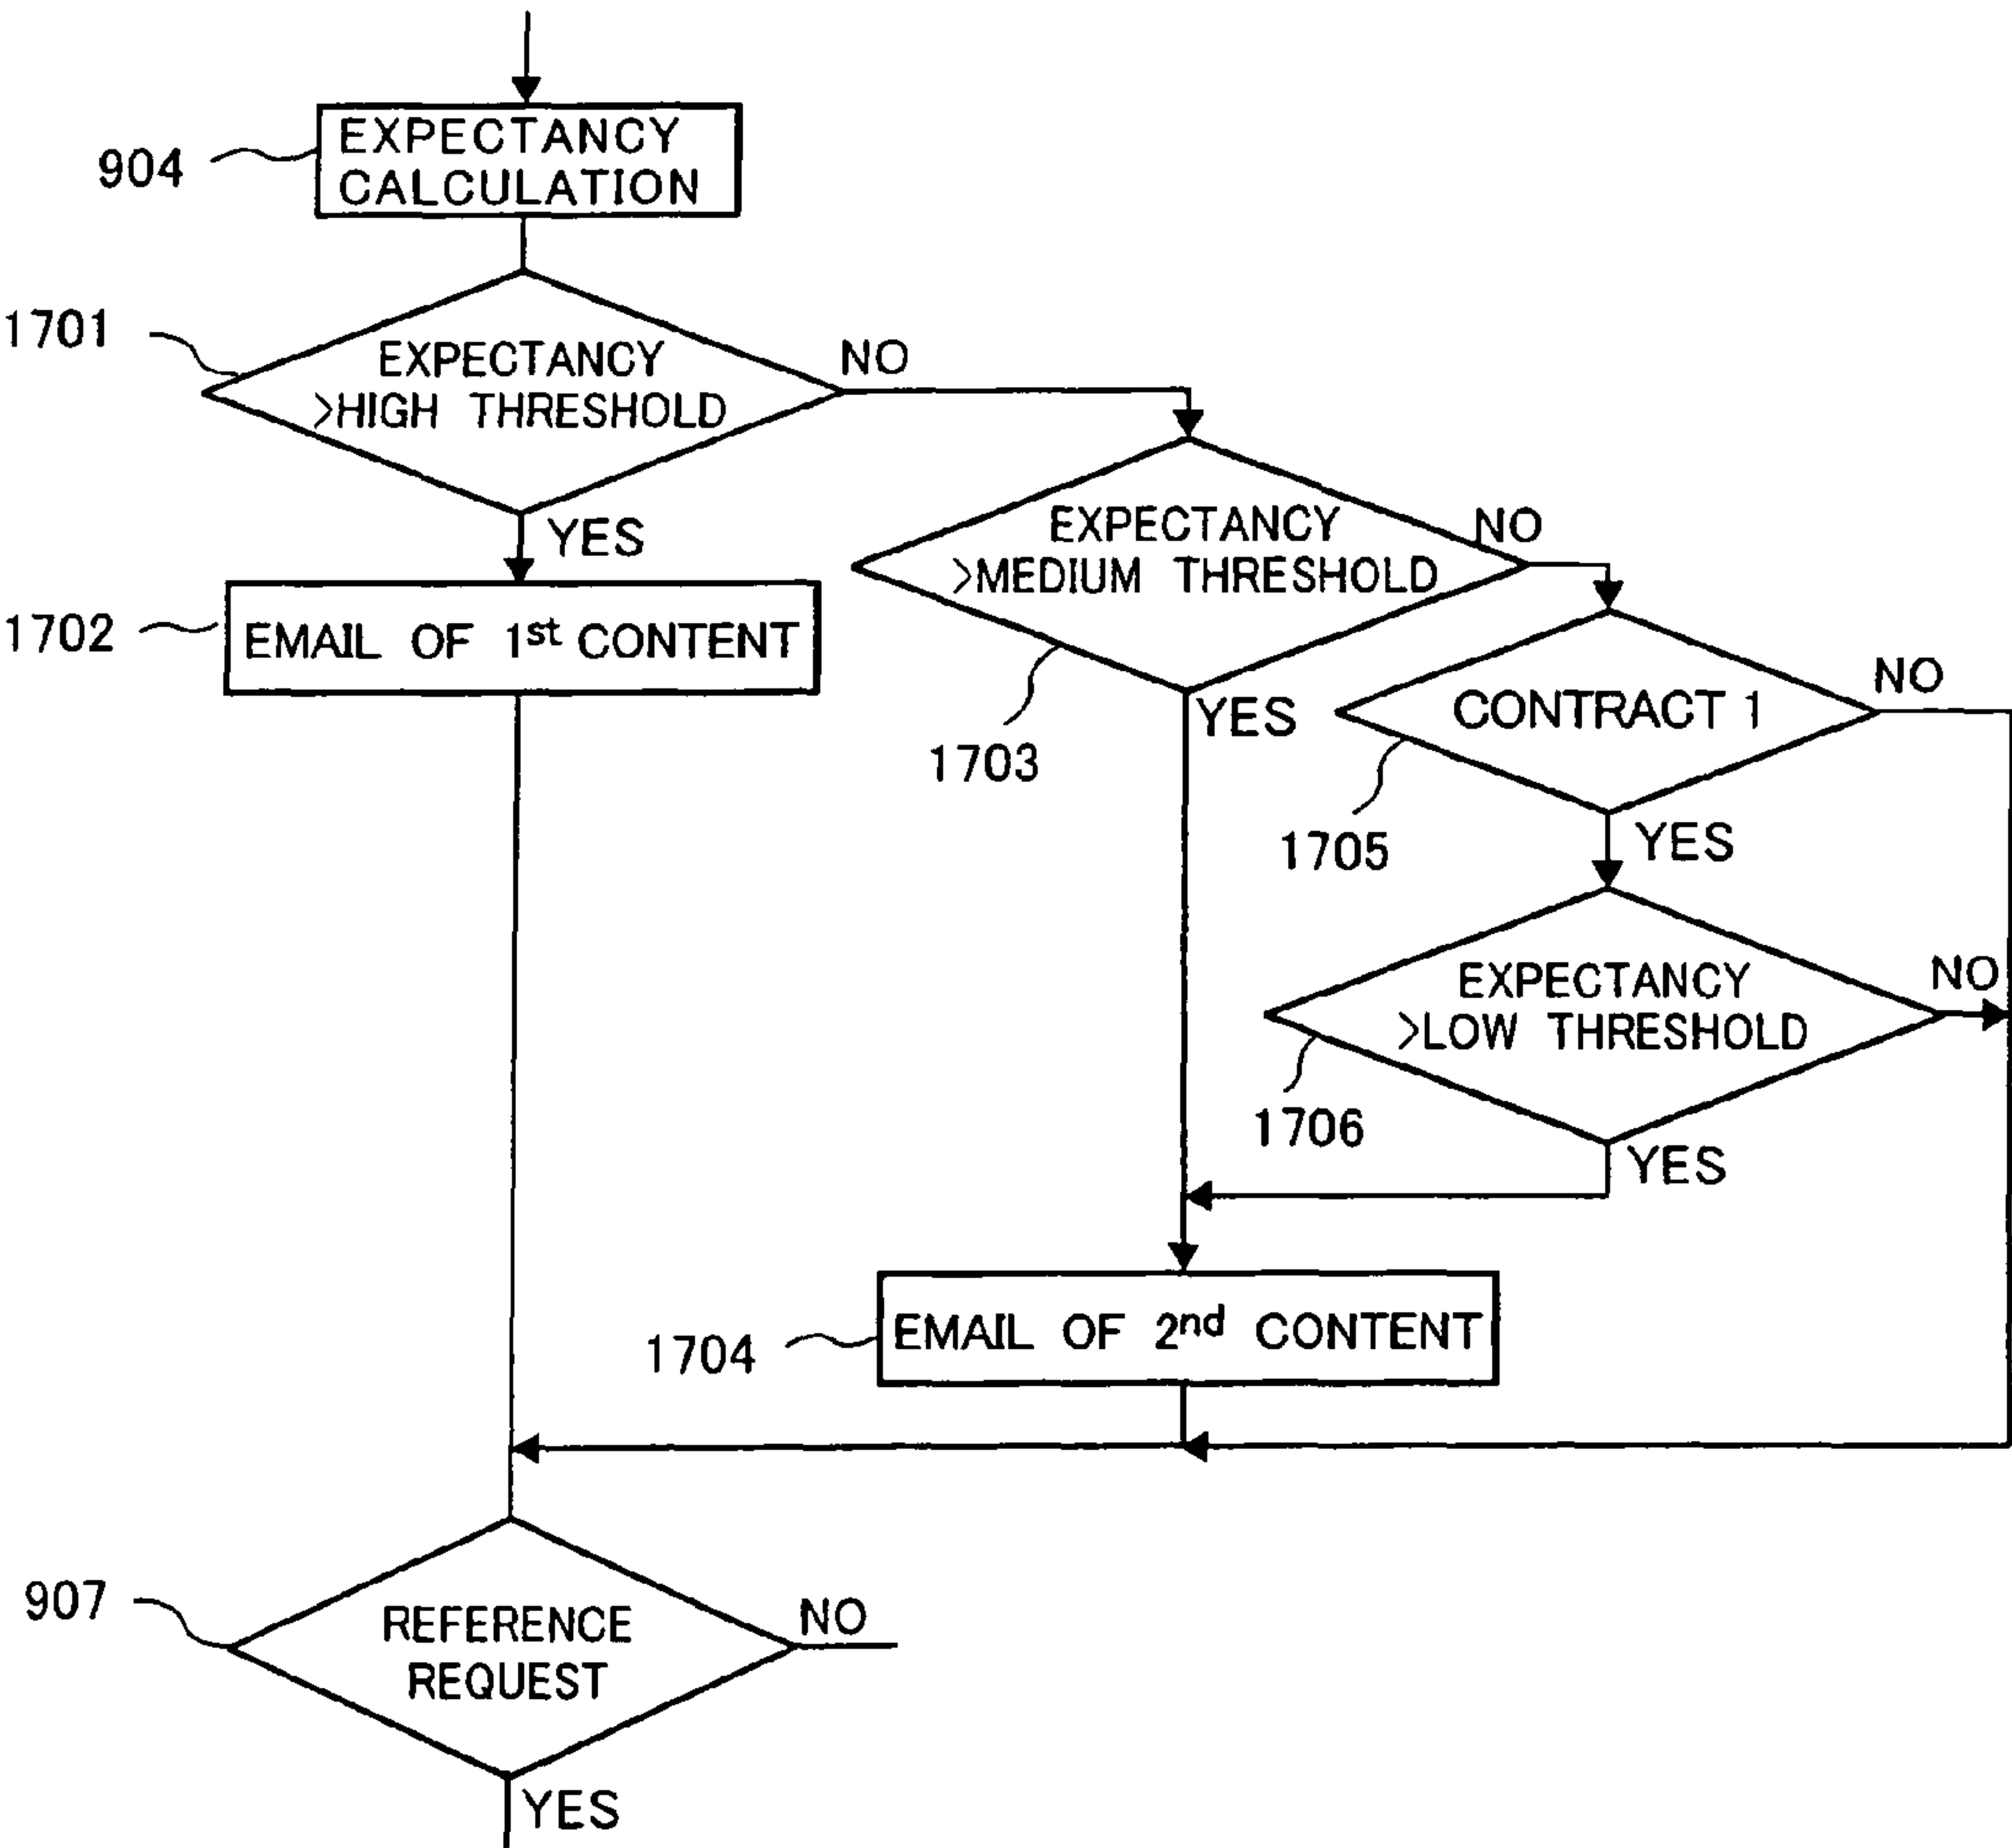 904
EXPECTANCY
CALCULATION
1701
EXPECTANCY
>HIGH THRESHOLD
NO
YES
1702
EMAIL OF 1st CONTENT
EXPECTANCY
>MEDIUM THRESHOLD
NO
YES
1703
CONTRACT 1
NO
1705
YES
EXPECTANCY
>LOW THRESHOLD
NO
1706
YES
1704
EMAIL OF 2nd CONTENT
907
REFERENCE
REQUEST
NO
YES